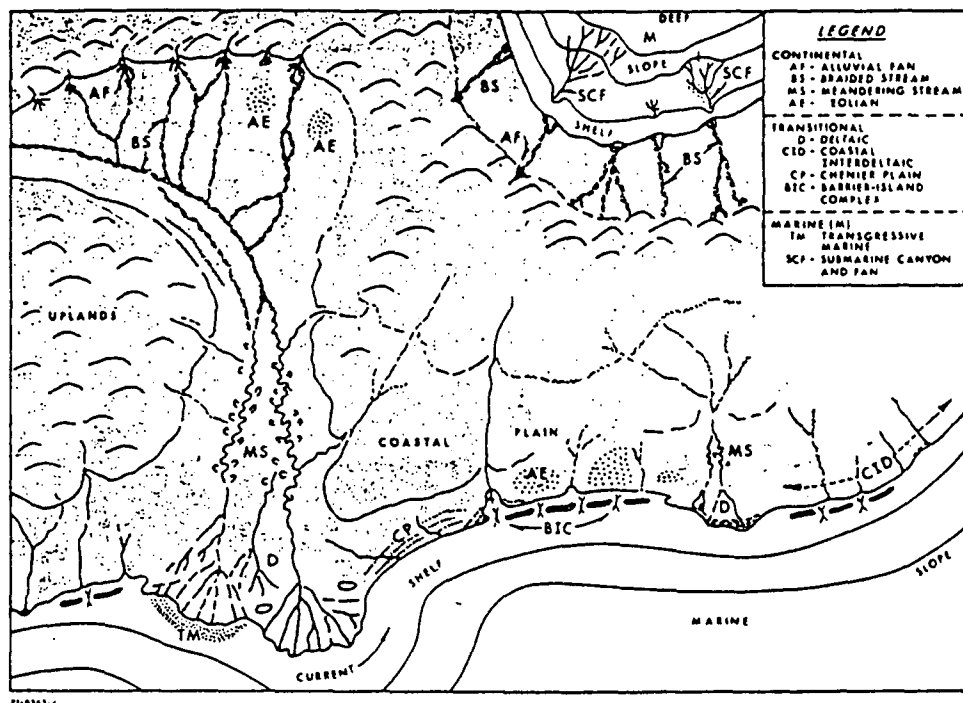 DEEP
M
SLOPE
SCF
SCF
SHELF
BS
AF
BS
AF
BS
AE
AE
LEGEND
CONTINENTAL
AF - ALLUVIAL FAN
BS - BRAIDED STREAM
MS - MEANDERING STREAM
AE - EOLIAN
TRANSITIONAL
D - DELTAIC
CID - COASTAL
INTERDELTAIC
CP - CHENIER PLAIN
BIC - BARRIER-ISLAND
COMPLEX
MARINE (M)
TM TRANSGRESSIVE
MARINE
SCF - SUBMARINE CANYON
AND FAN
UPLANDS
MS
COASTAL
PLAIN
AE
MS
CID
CP
BIC
D
D
SHELF
SLOPE
TM
MARINE
CURRENT